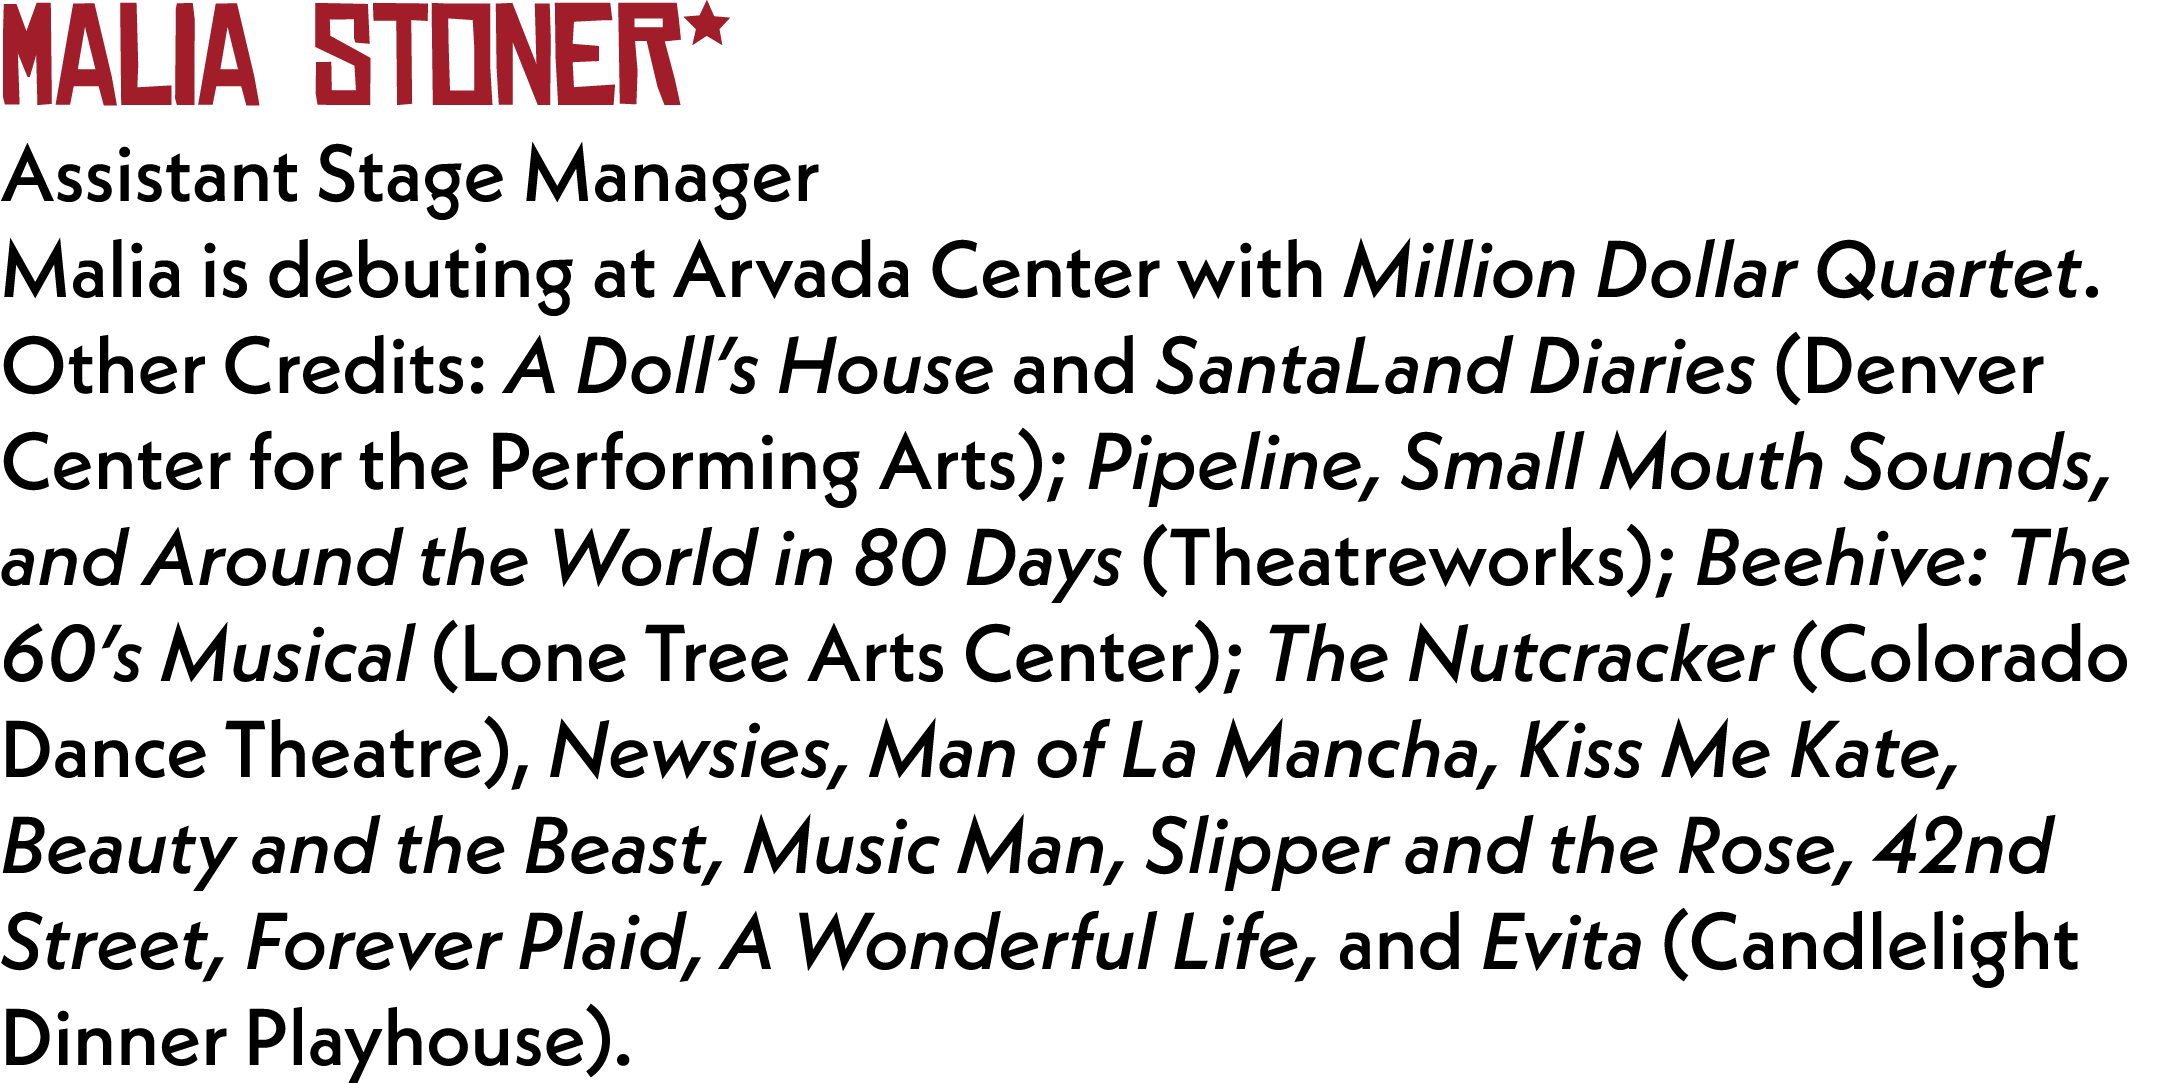 MALIA STONER★
Assistant Stage Manager
Malia is debuting at Arvada Center with Million Dollar Quartet.
Other Credits: A Doll’s House and SantaLand Diaries (Denver
Center for the Performing Arts); Pipeline, Small Mouth Sounds,
and Around the World in 80 Days (Theatreworks); Beehive: The
60’s Musical (Lone Tree Arts Center); The Nutcracker (Colorado
Dance Theatre), Newsies, Man of La Mancha, Kiss Me Kate,
Beauty and the Beast, Music Man, Slipper and the Rose, 42nd
Street, Forever Plaid, A Wonderful Life, and Evita (Candlelight
Dinner Playhouse).